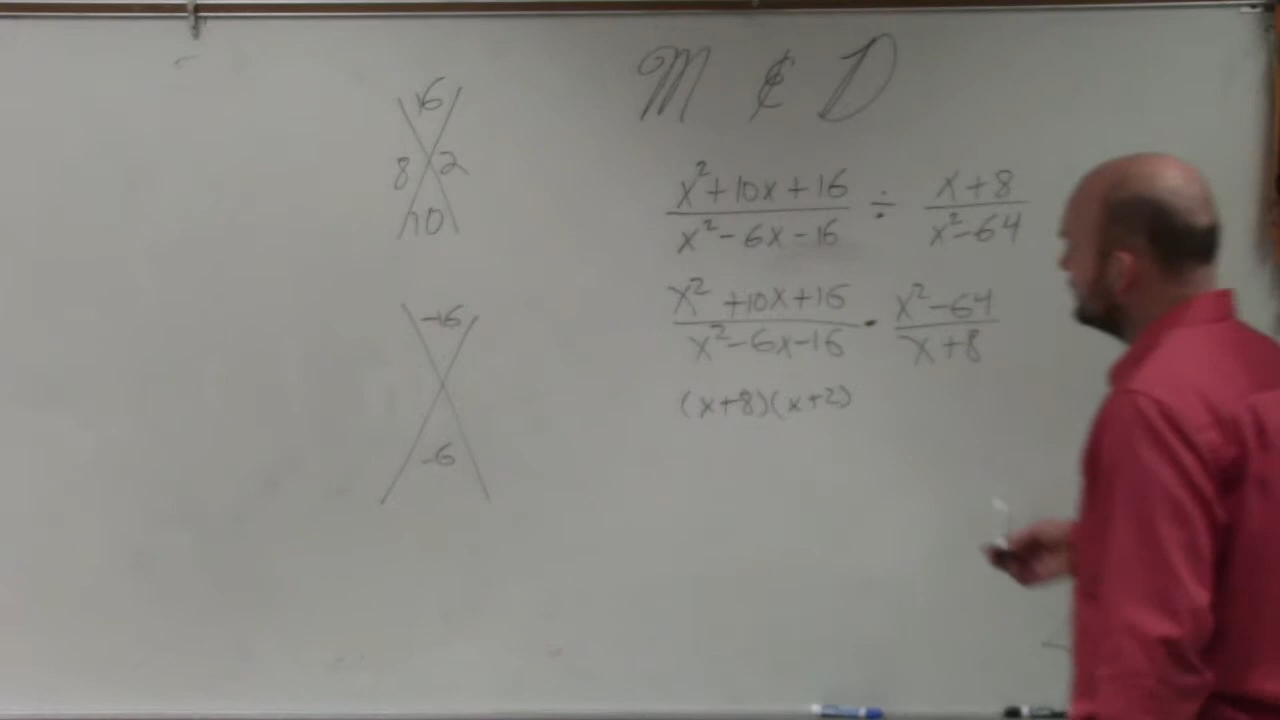 M & D
16
8 2
10
-16
-6
x²+10x+16 / x²-6x-16 ÷ x+8 / x²-64
x²+10x+16 / x²-6x-16 · x²-64 / x+8
(x+8)(x+2)